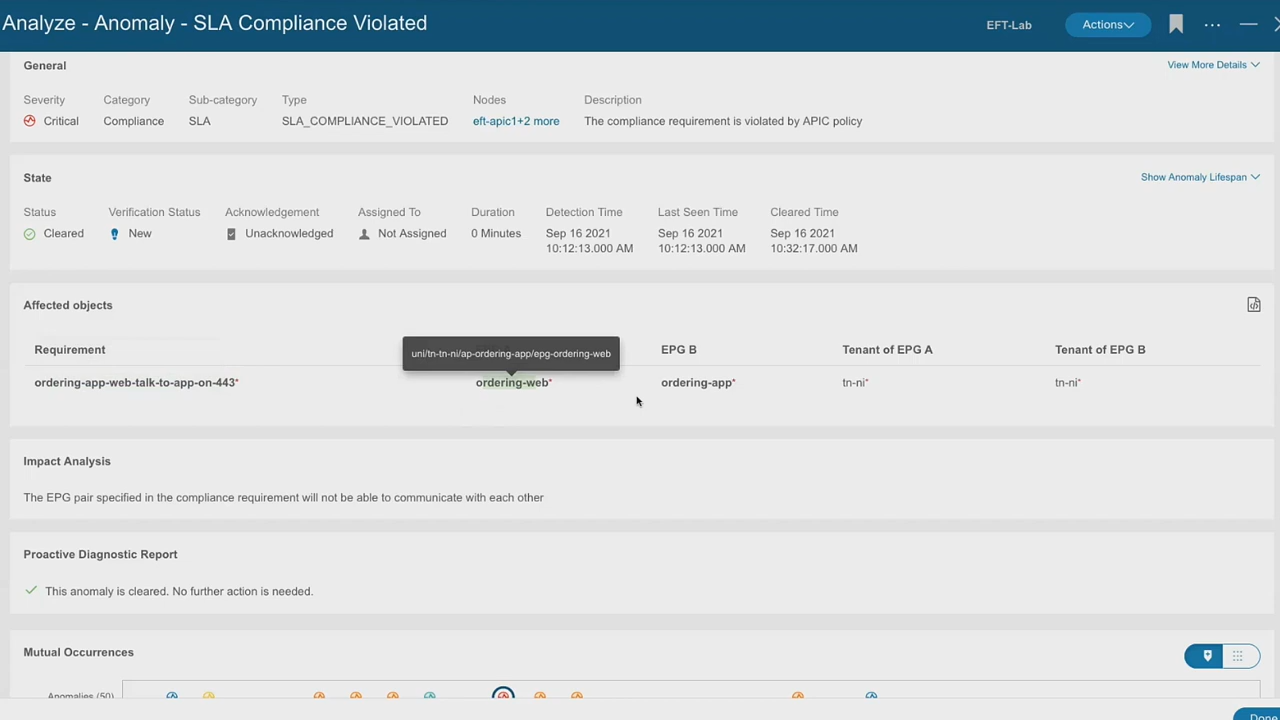 Analyze - Anomaly - SLA Compliance Violated
EFT-Lab
Actions
General
View More Details
Severity Category Sub-category Type Nodes Description
Critical Compliance SLA SLA_COMPLIANCE_VIOLATED eft-apic1+2 more The compliance requirement is violated by APIC policy
State
Show Anomaly Lifespan
Status Verification Status Acknowledgement Assigned To Duration Detection Time Last Seen Time Cleared Time
Cleared New Unacknowledged Not Assigned 0 Minutes Sep 16 2021 Sep 16 2021 Sep 16 2021
10:12:13.000 AM 10:12:13.000 AM 10:32:17.000 AM
Affected objects
Requirement EPG B Tenant of EPG A Tenant of EPG B
uni/tn-tn-ni/ap-ordering-app/epg-ordering-web
ordering-app-web-talk-to-app-on-443* ordering-web* ordering-app* tn-ni* tn-ni*
Impact Analysis
The EPG pair specified in the compliance requirement will not be able to communicate with each other
Proactive Diagnostic Report
This anomaly is cleared. No further action is needed.
Mutual Occurrences
Anomalies (50)
Done